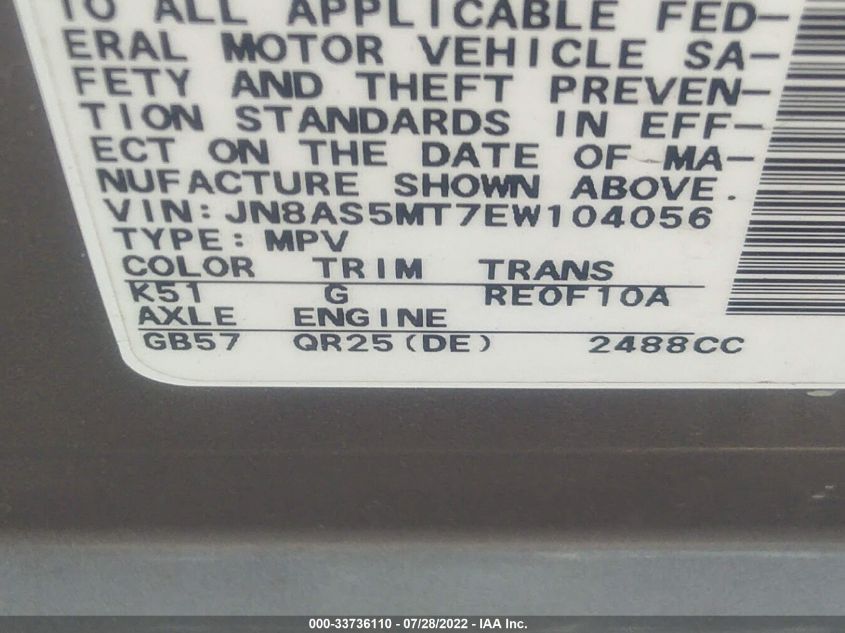 TO ALL APPLICABLE FED-
ERAL MOTOR VEHICLE SA-
FETY AND THEFT PREVEN-
TION STANDARDS IN EFF-
ECT ON THE DATE OF MA-
NUFACTURE SHOWN ABOVE.
VIN:JN8AS5MT7EW104056
TYPE:MPV
COLOR TRIM TRANS
K51 G RE0F10A
AXLE ENGINE
GB57 QR25(DE) 2488CC
000-33736110 - 07/28/2022 - IAA Inc.